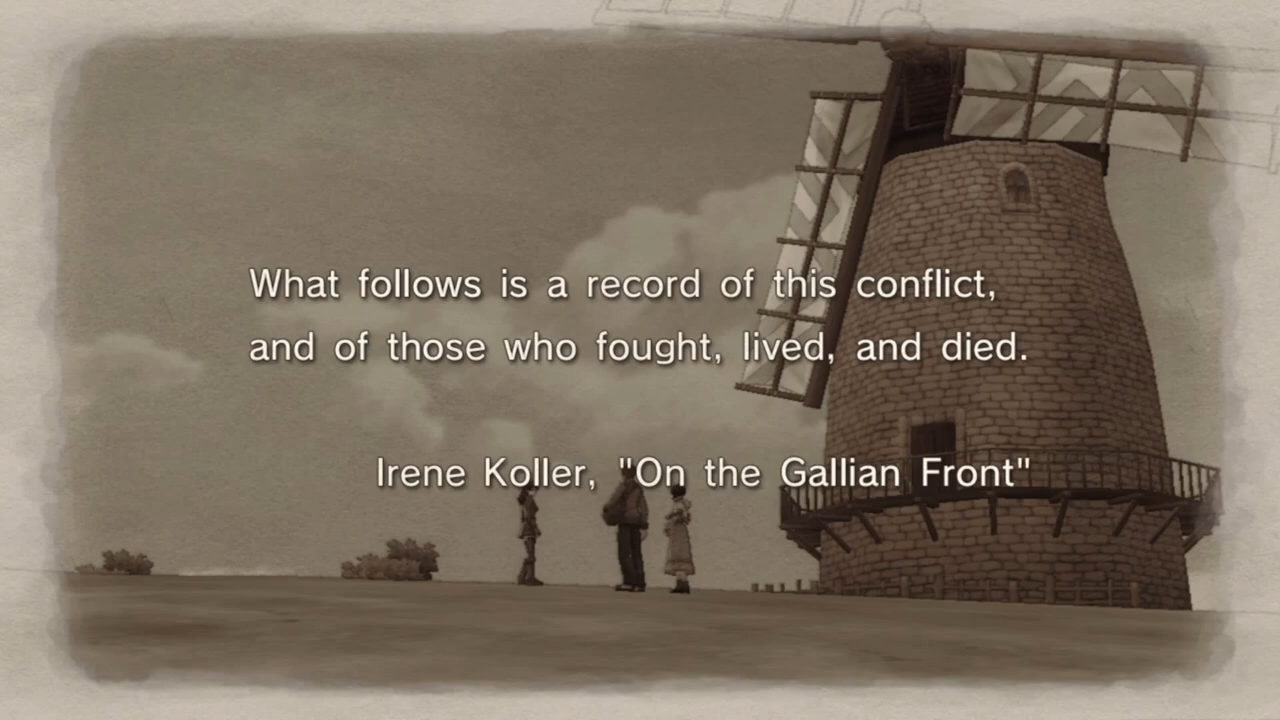 What follows is a record of this conflict,
and of those who fought, lived, and died.
Irene Koller, "On the Gallian Front"